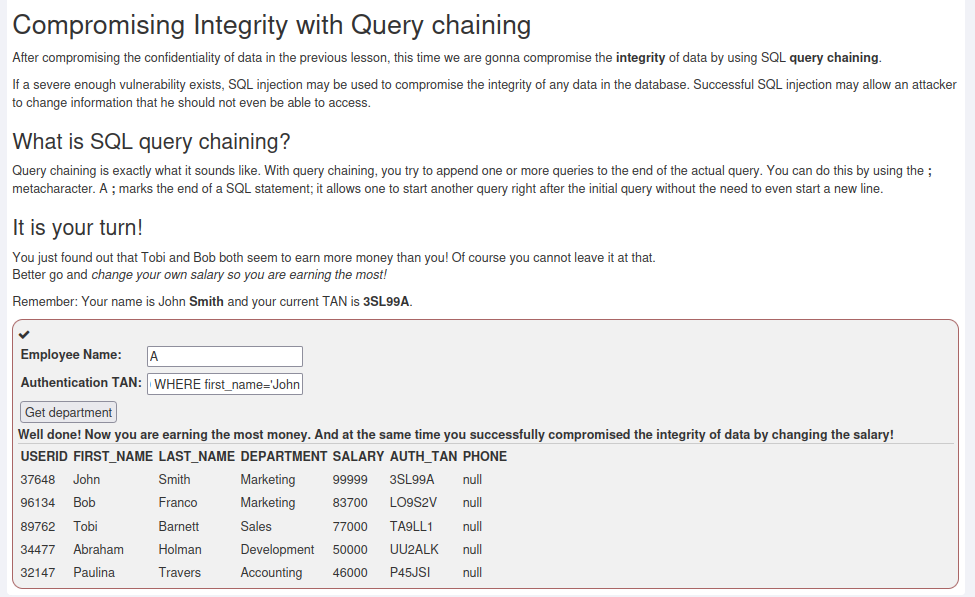 Compromising Integrity with Query chaining
After compromising the confidentiality of data in the previous lesson, this time we are gonna compromise the integrity of data by using SQL query chaining.
If a severe enough vulnerability exists, SQL injection may be used to compromise the integrity of any data in the database. Successful SQL injection may allow an attacker
to change information that he should not even be able to access.
What is SQL query chaining?
Query chaining is exactly what it sounds like. With query chaining, you try to append one or more queries to the end of the actual query. You can do this by using the ;
metacharacter. A ; marks the end of a SQL statement; it allows one to start another query right after the initial query without the need to even start a new line.
It is your turn!
You just found out that Tobi and Bob both seem to earn more money than you! Of course you cannot leave it at that.
Better go and change your own salary so you are earning the most!
Remember: Your name is John Smith and your current TAN is 3SL99A.
✔
Employee Name: A
Authentication TAN: WHERE first_name='John
Get department
Well done! Now you are earning the most money. And at the same time you successfully compromised the integrity of data by changing the salary!
USERID FIRST_NAME LAST_NAME DEPARTMENT SALARY AUTH_TAN PHONE
37648 John Smith Marketing 99999 3SL99A null
96134 Bob Franco Marketing 83700 LO9S2V null
89762 Tobi Barnett Sales 77000 TA9LL1 null
34477 Abraham Holman Development 50000 UU2ALK null
32147 Paulina Travers Accounting 46000 P45JSI null